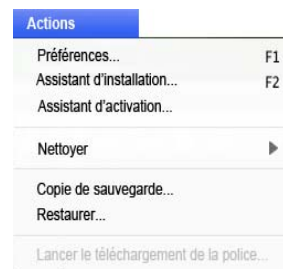 Actions
Préférences... F1
Assistant d'installation... F2
Assistant d'activation...
Nettoyer
Copie de sauvegarde...
Restaurer...
Lancer le téléchargement de la police...